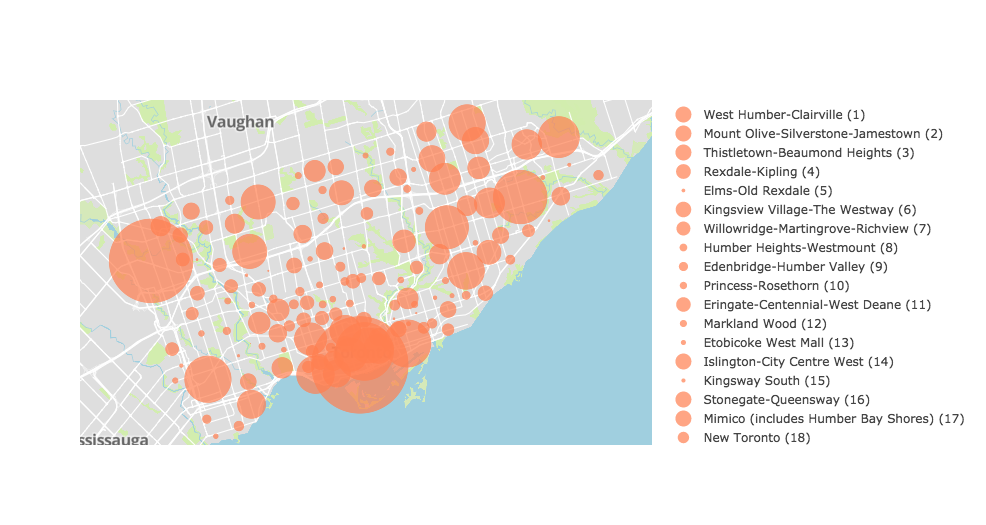 Vaughan
ssissauga
West Humber-Clairville (1)
Mount Olive-Silverstone-Jamestown (2)
Thistletown-Beaumond Heights (3)
Rexdale-Kipling (4)
Elms-Old Rexdale (5)
Kingsview Village-The Westway (6)
Willowridge-Martingrove-Richview (7)
Humber Heights-Westmount (8)
Edenbridge-Humber Valley (9)
Princess-Rosethorn (10)
Eringate-Centennial-West Deane (11)
Markland Wood (12)
Etobicoke West Mall (13)
Islington-City Centre West (14)
Kingsway South (15)
Stonegate-Queensway (16)
Mimico (includes Humber Bay Shores) (17)
New Toronto (18)